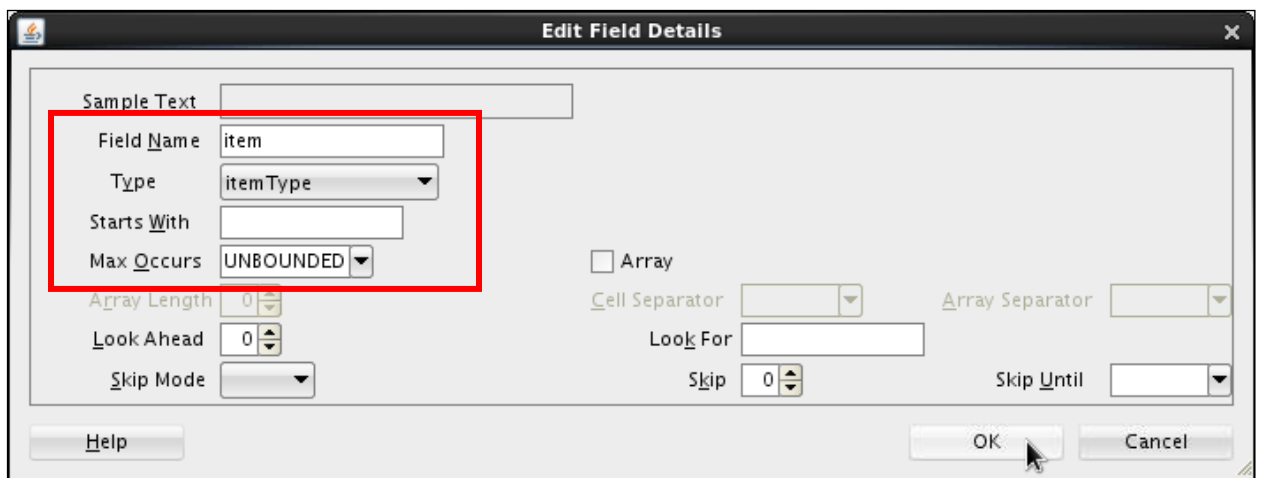 Edit Field Details
Sample Text
Field Name item
Type itemType
Starts With
Max Occurs UNBOUNDED Array
Array Length 0 Cell Separator Array Separator
Look Ahead 0 Look For
Skip Mode Skip 0 Skip Until
Help OK Cancel